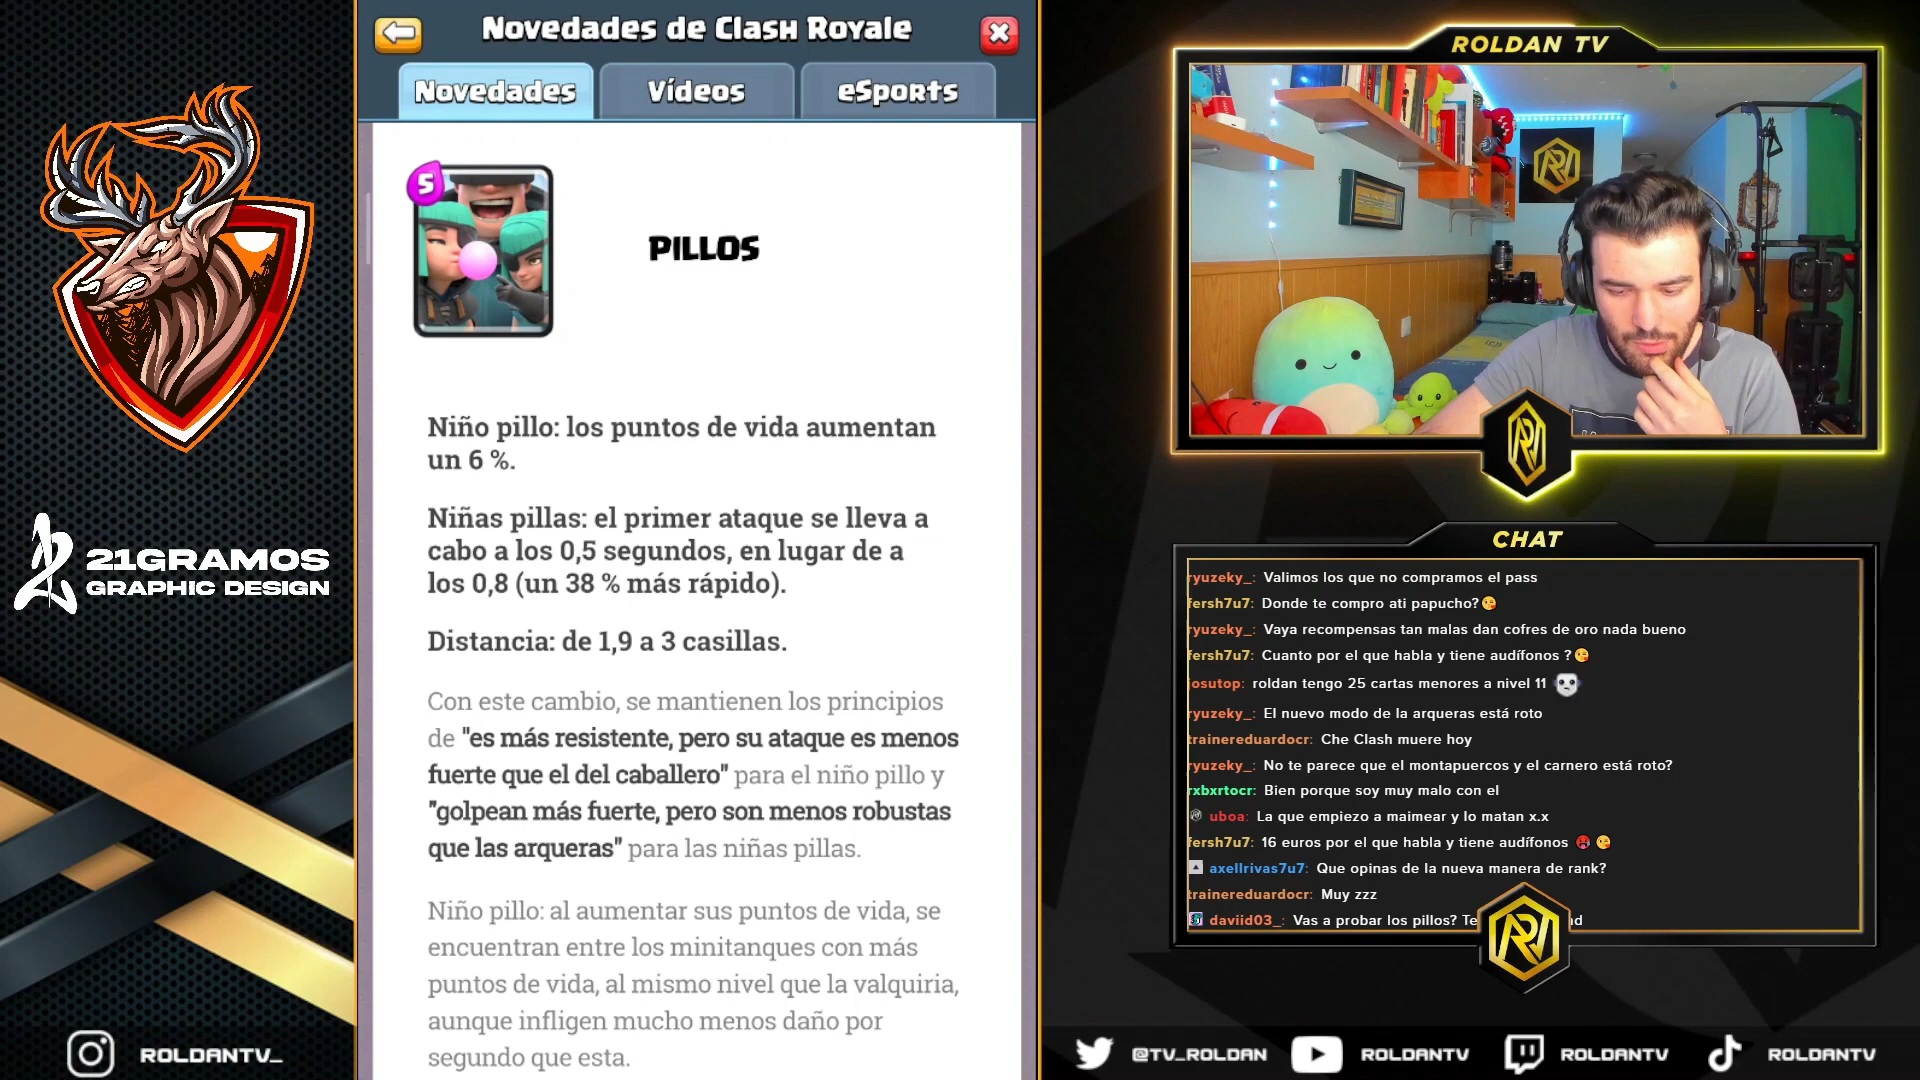 Novedades de Clash Royale
Novedades
Vídeos
eSports
5
PILLOS
Niño pillo: los puntos de vida aumentan
un 6 %.
Niñas pillas: el primer ataque se lleva a
cabo a los 0,5 segundos, en lugar de a
los 0,8 (un 38 % más rápido).
Distancia: de 1,9 a 3 casillas.
Con este cambio, se mantienen los principios
de "es más resistente, pero su ataque es menos
fuerte que el del caballero" para el niño pillo y
"golpean más fuerte, pero son menos robustas
que las arqueras" para las niñas pillas.
Niño pillo: al aumentar sus puntos de vida, se
encuentran entre los minitanques con más
puntos de vida, al mismo nivel que la valquiria,
aunque infligen mucho menos daño por
segundo que esta.
21GRAMOS
GRAPHIC DESIGN
ROLDANTV_
ROLDAN TV
CHAT
ryuzeky_: Valimos los que no compramos el pass
fersh7u7: Donde te compro ati papucho?😘
ryuzeky_: Vaya recompensas tan malas dan cofres de oro nada bueno
fersh7u7: Cuanto por el que habla y tiene audífonos ?😘
josutop: roldan tengo 25 cartas menores a nivel 11
ryuzeky_: El nuevo modo de la arqueras está roto
trainereduardocr: Che Clash muere hoy
ryuzeky_: No te parece que el montapuercos y el carnero está roto?
rxbxrtocr: Bien porque soy muy malo con el
uboa: La que empiezo a maimear y lo matan x.x
fersh7u7: 16 euros por el que habla y tiene audífonos 🥵 😘
axellrivas7u7: Que opinas de la nueva manera de rank?
trainereduardocr: Muy zzz
daviid03_: Vas a probar los pillos?
@TV_ROLDAN
ROLDANTV
ROLDANTV
ROLDANTV